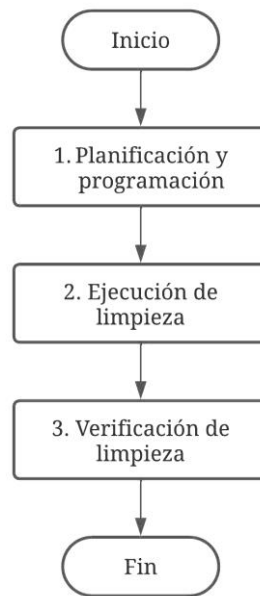 Inicio
1. Planificación y
programación
2. Ejecución de
limpieza
3. Verificación de
limpieza
Fin